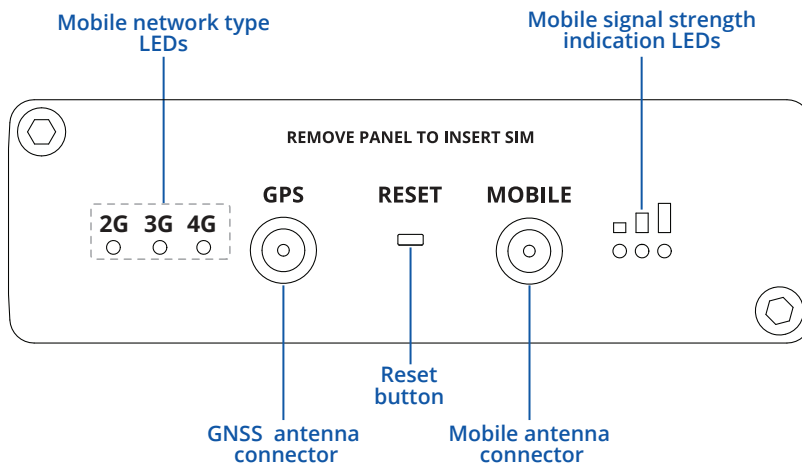 Mobile network type
LEDs
Mobile signal strength
indication LEDs
REMOVE PANEL TO INSERT SIM
GPS RESET MOBILE
2G 3G 4G
Reset
button
GNSS antenna
connector
Mobile antenna
connector